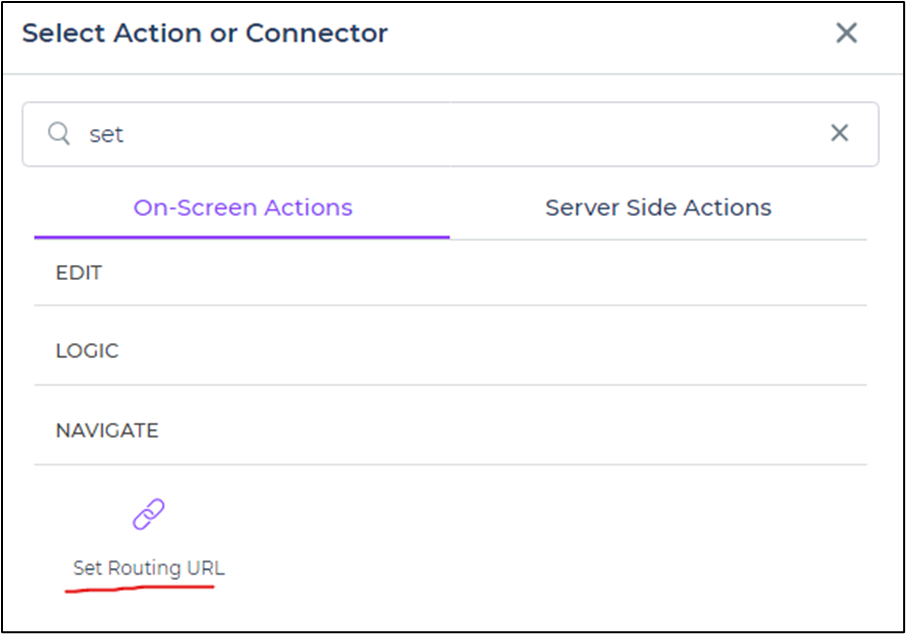 Select Action or Connector
set
On-Screen Actions Server Side Actions
EDIT
LOGIC
NAVIGATE
Set Routing URL